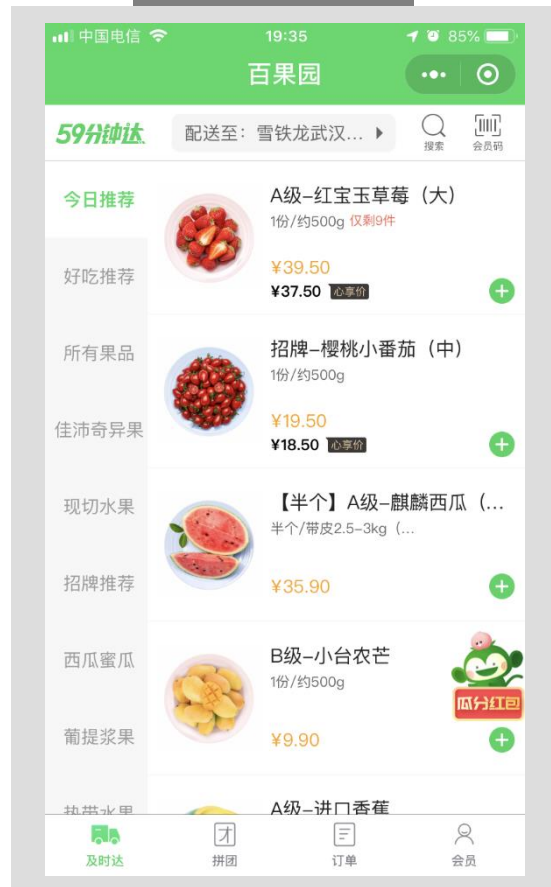 中国电信 19:35 85%
百果园
59分钟达 配送至：雪铁龙武汉... 搜索 会员码
今日推荐
好吃推荐
所有果品
佳沛奇异果
现切水果
招牌推荐
西瓜蜜瓜
葡提浆果
热带水果
A级-红宝玉草莓（大）
1份/约500g 仅剩9件
¥39.50
¥37.50 心享价
招牌-樱桃小番茄（中）
1份/约500g
¥19.50
¥18.50 心享价
【半个】A级-麒麟西瓜（...
半个/带皮2.5-3kg（...
¥35.90
B级-小台农芒
1份/约500g
瓜分红包
¥9.90
A级-进口香蕉
及时达 拼团 订单 会员